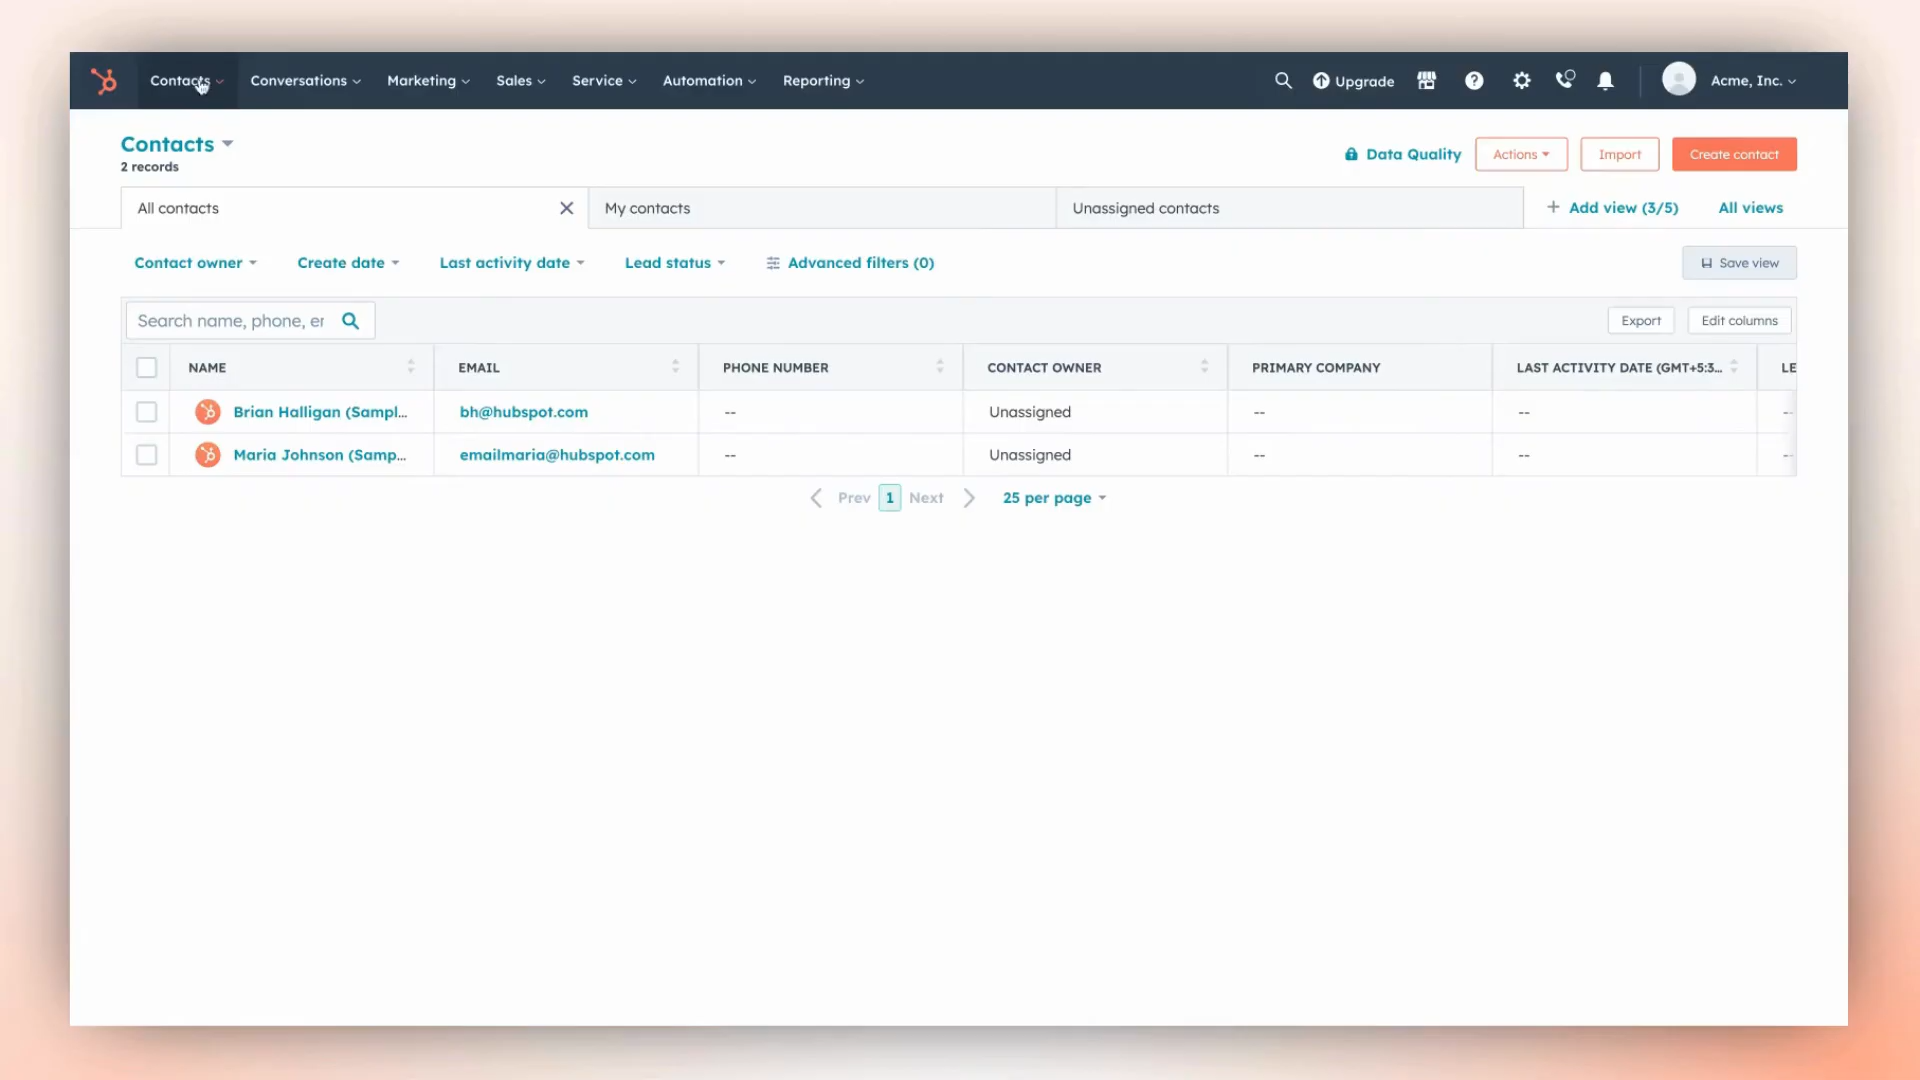 Contacts Conversations Marketing Sales Service Automation Reporting Upgrade Acme, Inc.
Contacts
2 records
Data Quality Actions Import Create contact
All contacts My contacts Unassigned contacts + Add view (3/5) All views
Contact owner Create date Last activity date Lead status Advanced filters (0) Save view
Search name, phone, er Export Edit columns
NAME EMAIL PHONE NUMBER CONTACT OWNER PRIMARY COMPANY LAST ACTIVITY DATE (GMT+5:3... LE
Brian Halligan (Sampl... bh@hubspot.com -- Unassigned -- -- --
Maria Johnson (Samp... emailmaria@hubspot.com -- Unassigned -- -- --
Prev 1 Next 25 per page